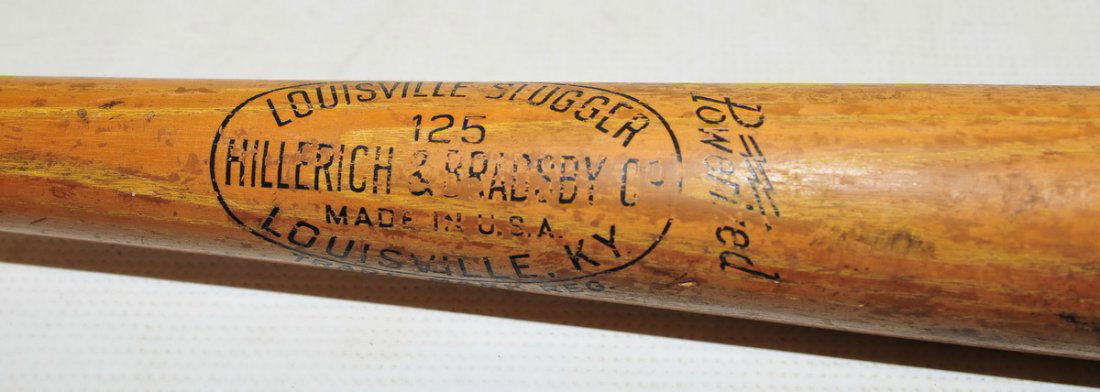 LOUISVILLE SLUGGER
125
HILLERICH & BRADSBY Cº
MADE IN U.S.A.
LOUISVILLE, KY.
Powerized